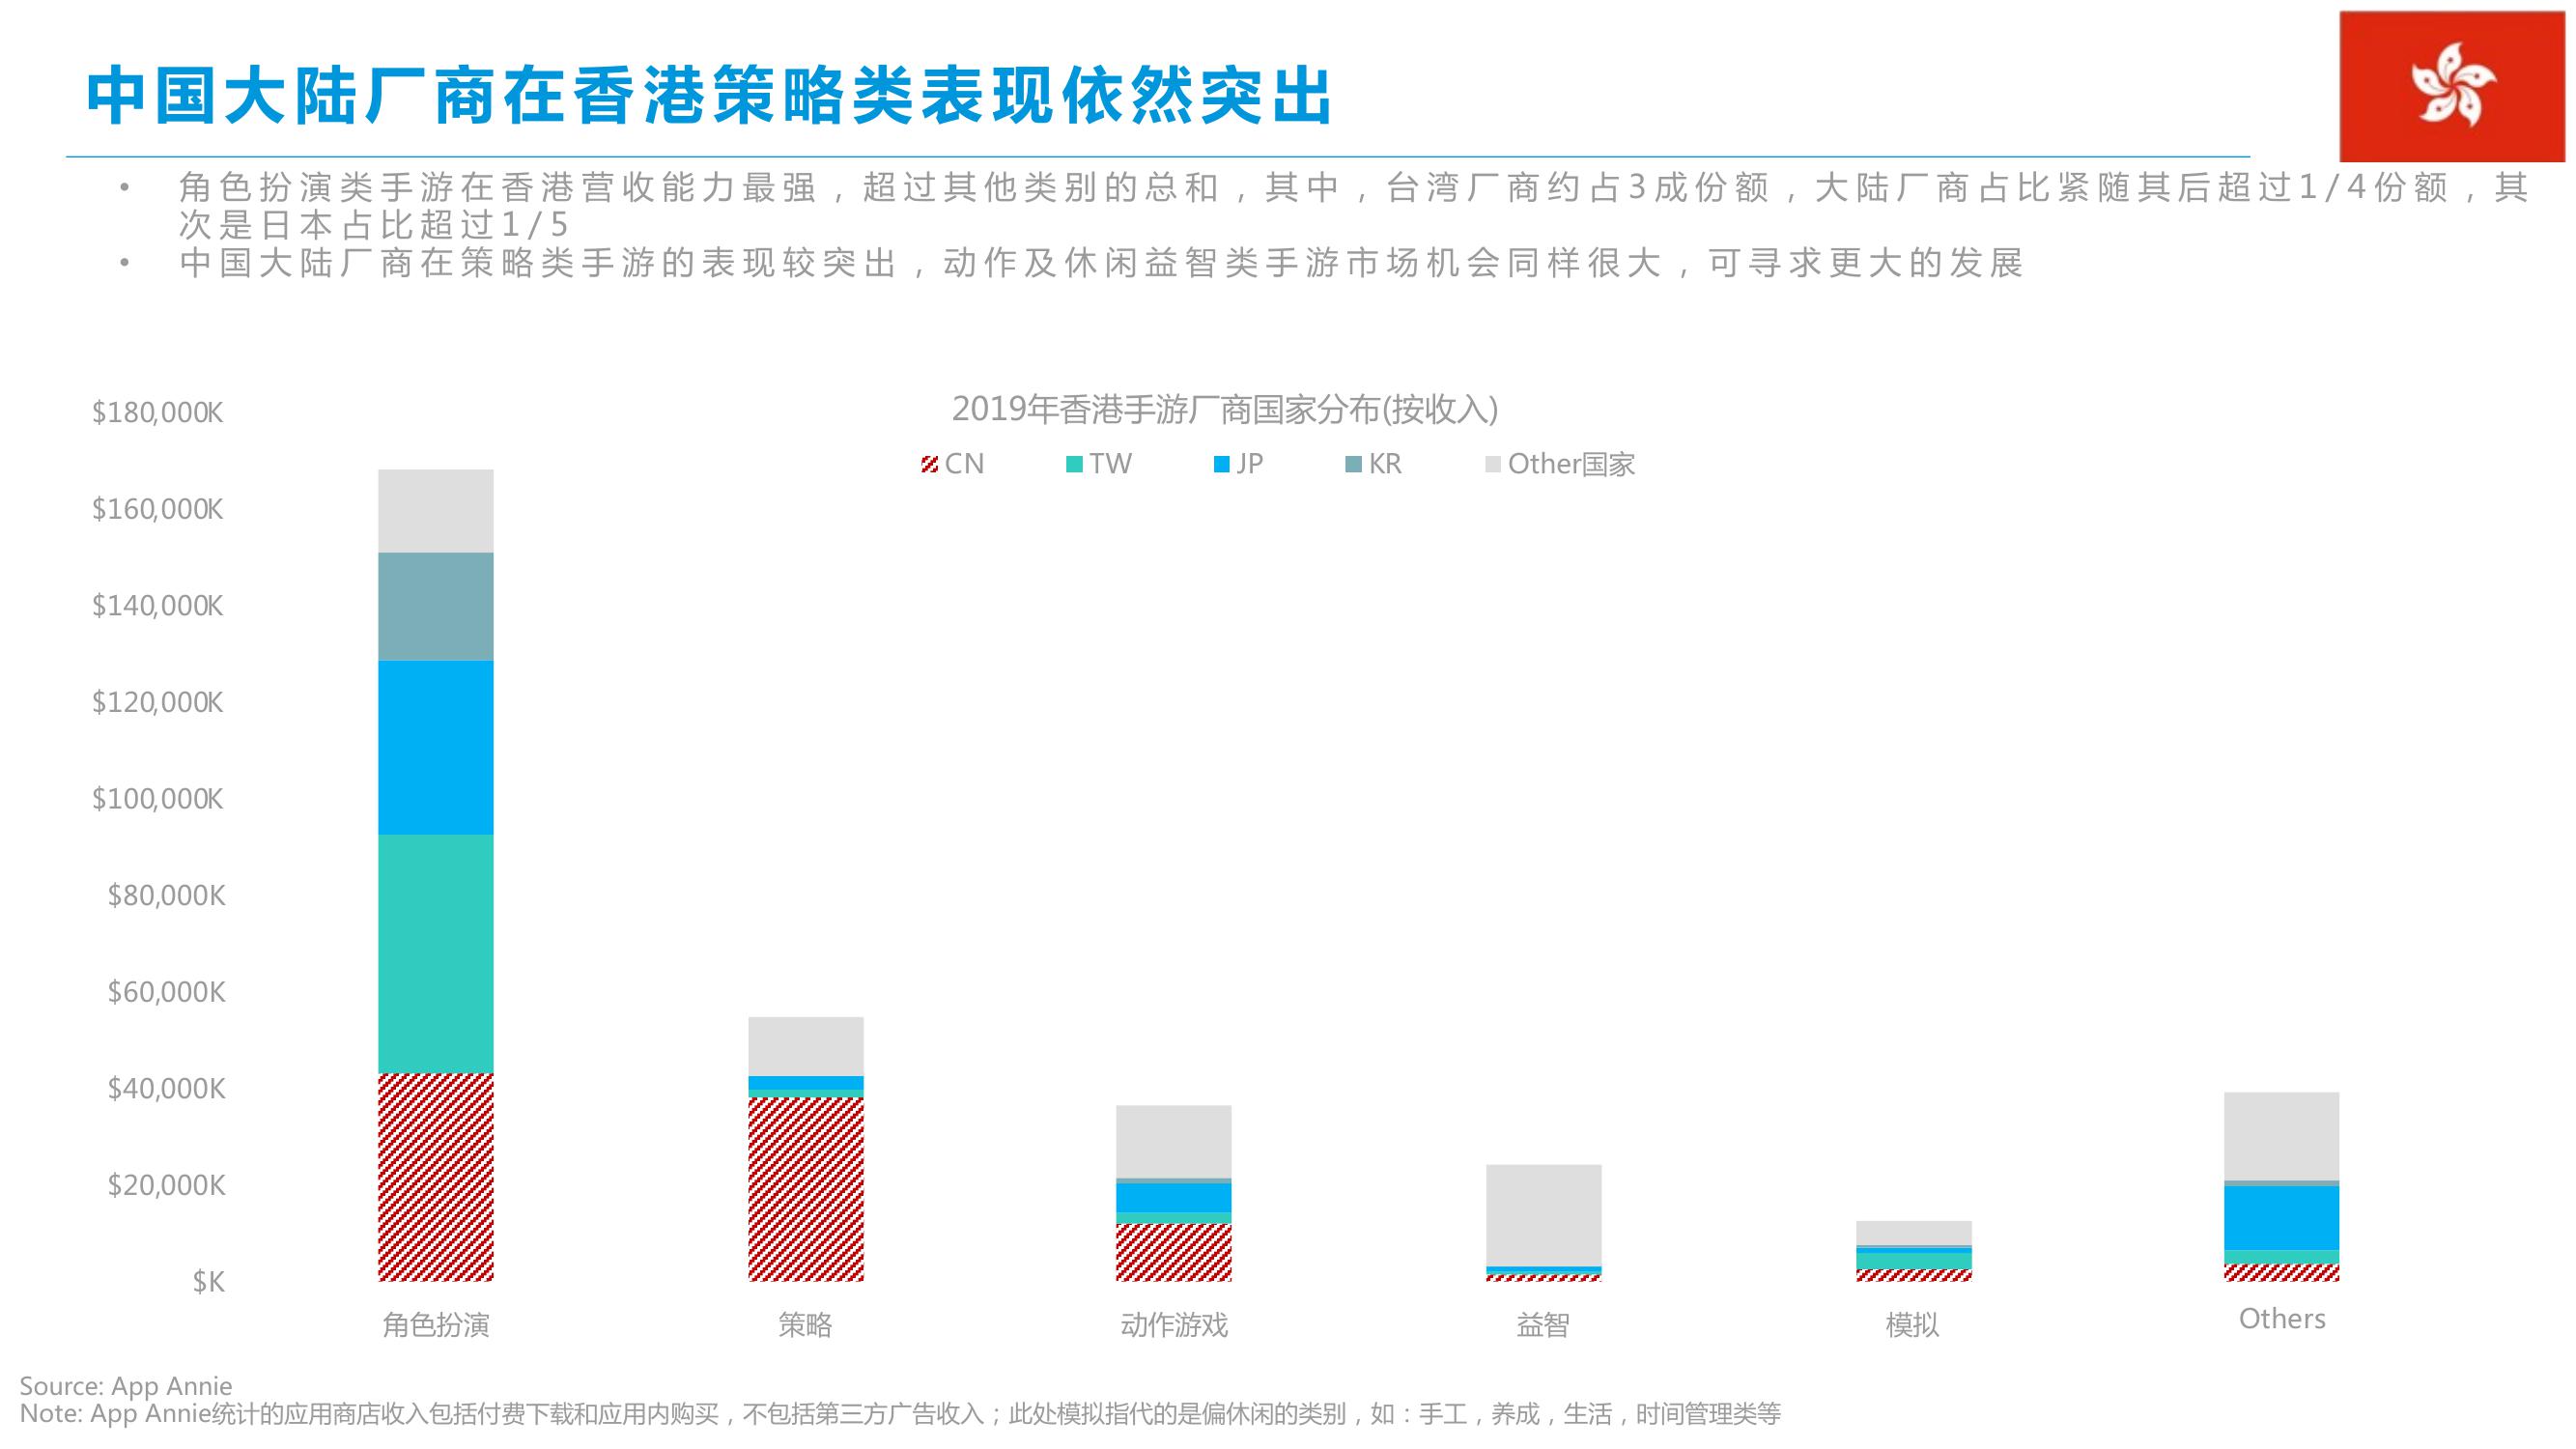 中国大陆厂商在香港策略类表现依然突出
• 角色扮演类手游在香港营收能力最强，超过其他类别的总和，其中，台湾厂商约占3成份额，大陆厂商占比紧随其后超过1/4份额，其
次是日本占比超过1/5
• 中国大陆厂商在策略类手游的表现较突出，动作及休闲益智类手游市场机会同样很大，可寻求更大的发展
2019年香港手游厂商国家分布(按收入)
CN TW JP KR Other国家
$180,000K
$160,000K
$140,000K
$120,000K
$100,000K
$80,000K
$60,000K
$40,000K
$20,000K
$K
角色扮演 策略 动作游戏 益智 模拟 Others
Source: App Annie
Note: App Annie统计的应用商店收入包括付费下载和应用内购买，不包括第三方广告收入；此处模拟指代的是偏休闲的类别，如：手工，养成，生活，时间管理类等